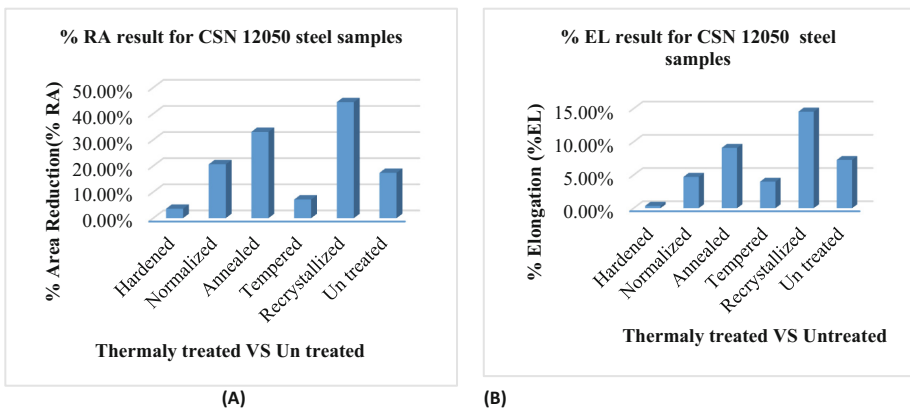 % RA result for CSN 12050 steel samples
% Area Reduction(% RA)
50.00%
40.00%
30.00%
20.00%
10.00%
0.00%
Hardened
Normalized
Annealed
Tempered
Recrystallized
Un treated
Thermaly treated VS Un treated
(A)
% EL result for CSN 12050 steel
samples
% Elongation (%EL)
15.00%
10.00%
5.00%
0.00%
Hardened
Normalized
Annealed
Tempered
Recrystallized
Un treated
Thermaly treated VS Untreated
(B)